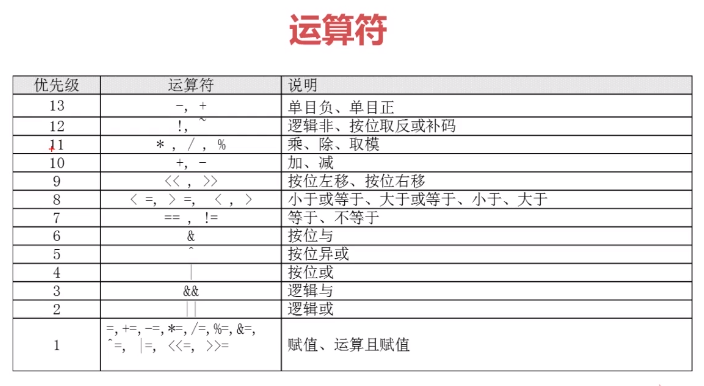 运算符
优先级 运算符 说明
13 -, + 单目负、单目正
12 !, ~ 逻辑非、按位取反或补码
11 * , / , % 乘、除、取模
10 +, - 加、减
9 << , >> 按位左移、按位右移
8 < =, > =, < , > 小于或等于、大于或等于、小于、大于
7 == , != 等于、不等于
6 & 按位与
5 ^ 按位异或
4 | 按位或
3 && 逻辑与
2 || 逻辑或
1 =,+=,-=,*=,/=,%=,&=, 赋值、运算且赋值
^=, |=, <<=, >>=